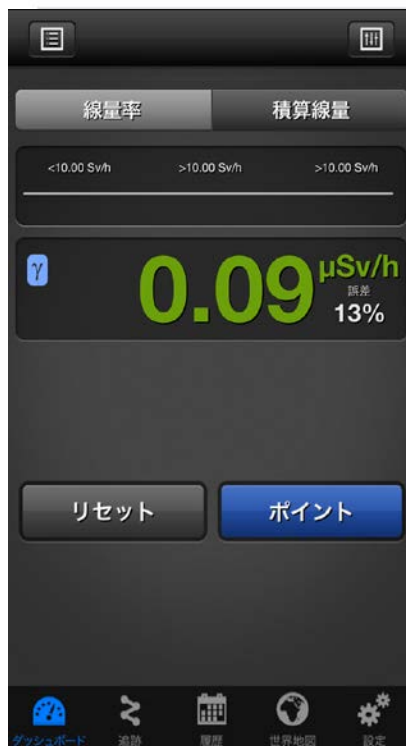 線量率
積算線量
<10.00 Sv/h >10.00 Sv/h >10.00 Sv/h
γ
0.09 μSv/h
誤差
13%
リセット
ポイント
ダッシュボード 追跡 履歴 世界地図 設定